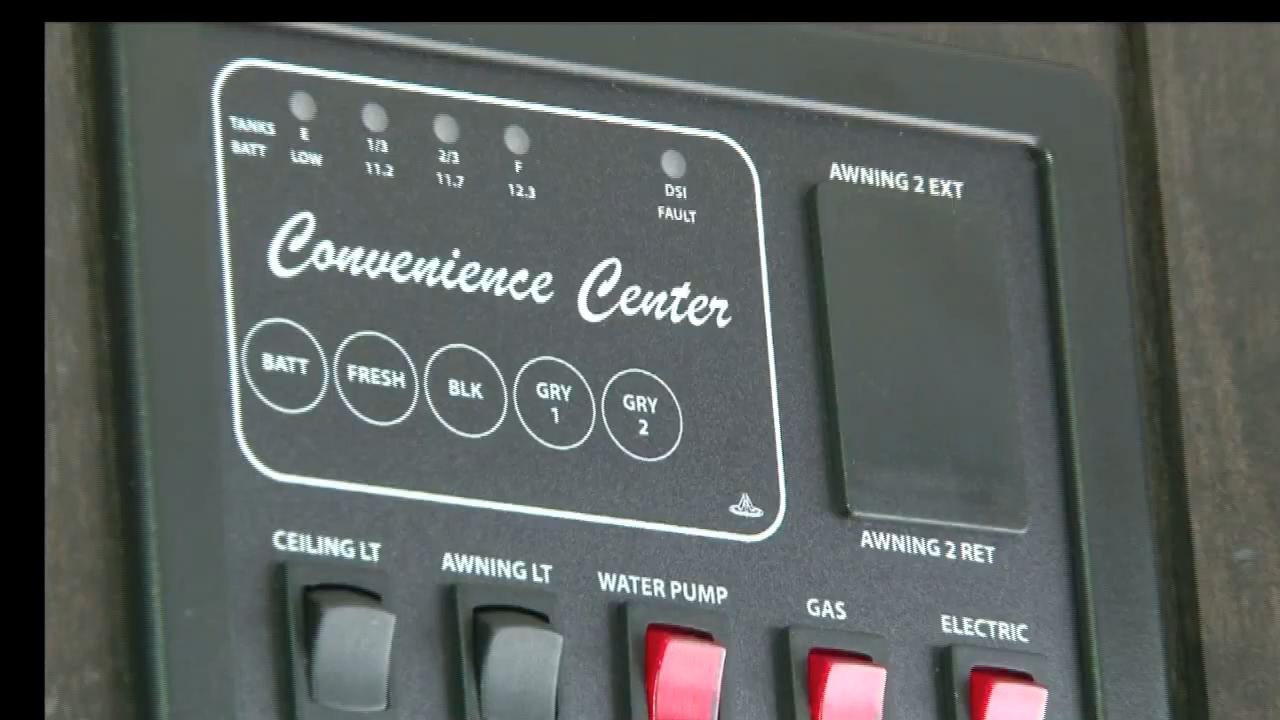 TANKS E 1/3 2/3 F DSI
BATT LOW 11.2 11.7 12.3 FAULT
Convenience Center
BATT
FRESH
BLK
GRY
1
GRY
2
AWNING 2 EXT
AWNING 2 RET
CEILING LT
AWNING LT
WATER PUMP
GAS
ELECTRIC